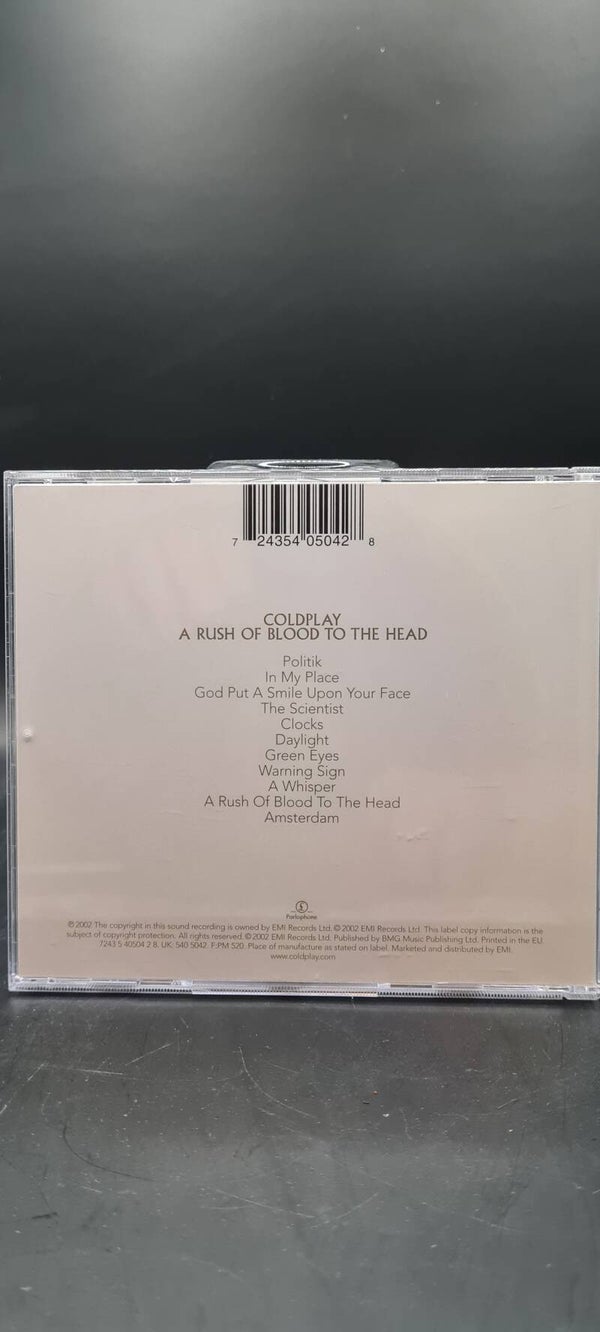 7 24354 05042 8
COLDPLAY
A RUSH OF BLOOD TO THE HEAD
Politik
In My Place
God Put A Smile Upon Your Face
The Scientist
Clocks
Daylight
Green Eyes
Warning Sign
A Whisper
A Rush Of Blood To The Head
Amsterdam
£
Parlophone
℗ 2002 The copyright in this sound recording is owned by EMI Records Ltd. © 2002 EMI Records Ltd. This label copy information is the
subject of copyright protection. All rights reserved. © 2002 EMI Records Ltd. Published by BMG Music Publishing Ltd. Printed in the EU.
7243 5 40504 2 8. UK: 540 5042. F:PM 520. Place of manufacture as stated on label. Marketed and distributed by EMI.
www.coldplay.com